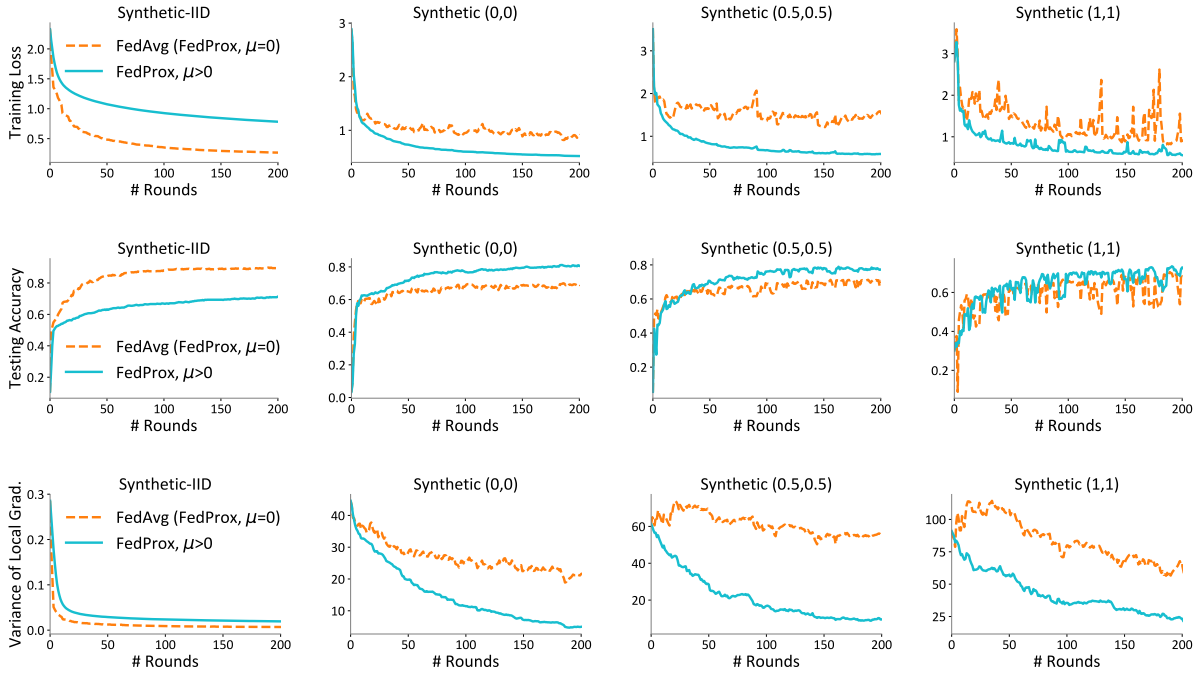 Synthetic-IID
Synthetic (0,0)
Synthetic (0.5,0.5)
Synthetic (1,1)
Training Loss
2.0
1.5
1.0
0.5
FedAvg (FedProx, μ=0)
FedProx, μ>0
0 50 100 150 200
# Rounds
3
2
1
0 50 100 150 200
# Rounds
3
2
1
0 50 100 150 200
# Rounds
3
2
1
0 50 100 150 200
# Rounds
Synthetic-IID
Synthetic (0,0)
Synthetic (0.5,0.5)
Synthetic (1,1)
Testing Accuracy
0.8
0.6
0.4
0.2
FedAvg (FedProx, μ=0)
FedProx, μ>0
0 50 100 150 200
# Rounds
0.8
0.6
0.4
0.2
0.0
0 50 100 150 200
# Rounds
0.8
0.6
0.4
0.2
0 50 100 150 200
# Rounds
0.6
0.4
0.2
0 50 100 150 200
# Rounds
Synthetic-IID
Synthetic (0,0)
Synthetic (0.5,0.5)
Synthetic (1,1)
Variance of Local Grad.
0.3
0.2
0.1
0.0
FedAvg (FedProx, μ=0)
FedProx, μ>0
0 50 100 150 200
# Rounds
40
30
20
10
0 50 100 150 200
# Rounds
60
40
20
0 50 100 150 200
# Rounds
100
75
50
25
0 50 100 150 200
# Rounds